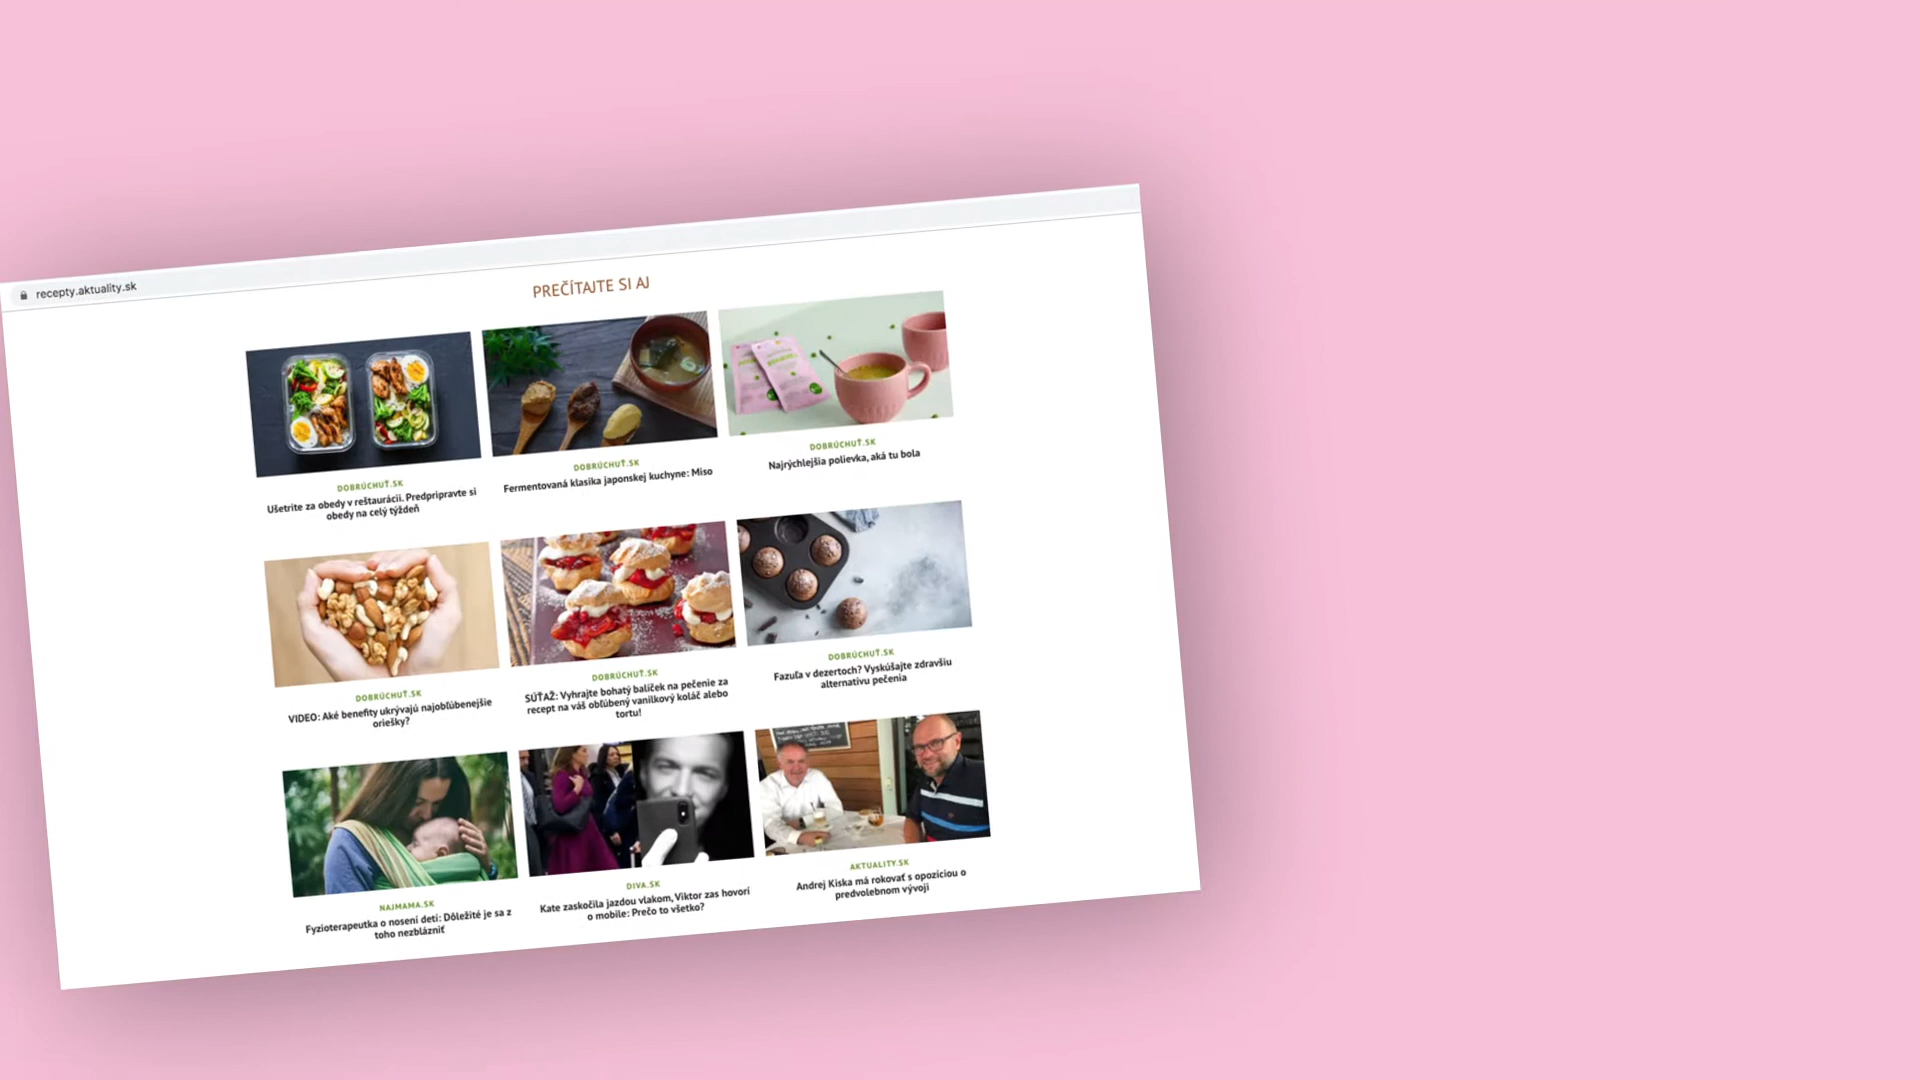 recepty.aktuality.sk
PREČÍTAJTE SI AJ
DOBRÚCHUŤ.SK
Ušetrite za obedy v reštaurácii. Predpripravte si
obedy na celý týždeň
DOBRÚCHUŤ.SK
Fermentovaná klasika japonskej kuchyne: Miso
DOBRÚCHUŤ.SK
Najrýchlejšia polievka, aká tu bola
DOBRÚCHUŤ.SK
VIDEO: Aké benefity ukrývajú najobľúbenejšie
oriešky?
DOBRÚCHUŤ.SK
SÚŤAŽ: Vyhrajte bohatý balíček na pečenie za
recept na váš obľúbený vanilkový koláč alebo
tortu!
DOBRÚCHUŤ.SK
Fazuľa v dezertoch? Vyskúšajte zdravšiu
alternatívu pečenia
NAJMAMA.SK
Fyzioterapeutka o nosení detí: Dôležité je sa z
toho nezblázniť
DIVA.SK
Kate zaskočila jazdou vlakom, Viktor zas hovorí
o mobile: Prečo to všetko?
AKTUALITY.SK
Andrej Kiska má rokovať s opozíciou o
predvolebnom vývoji